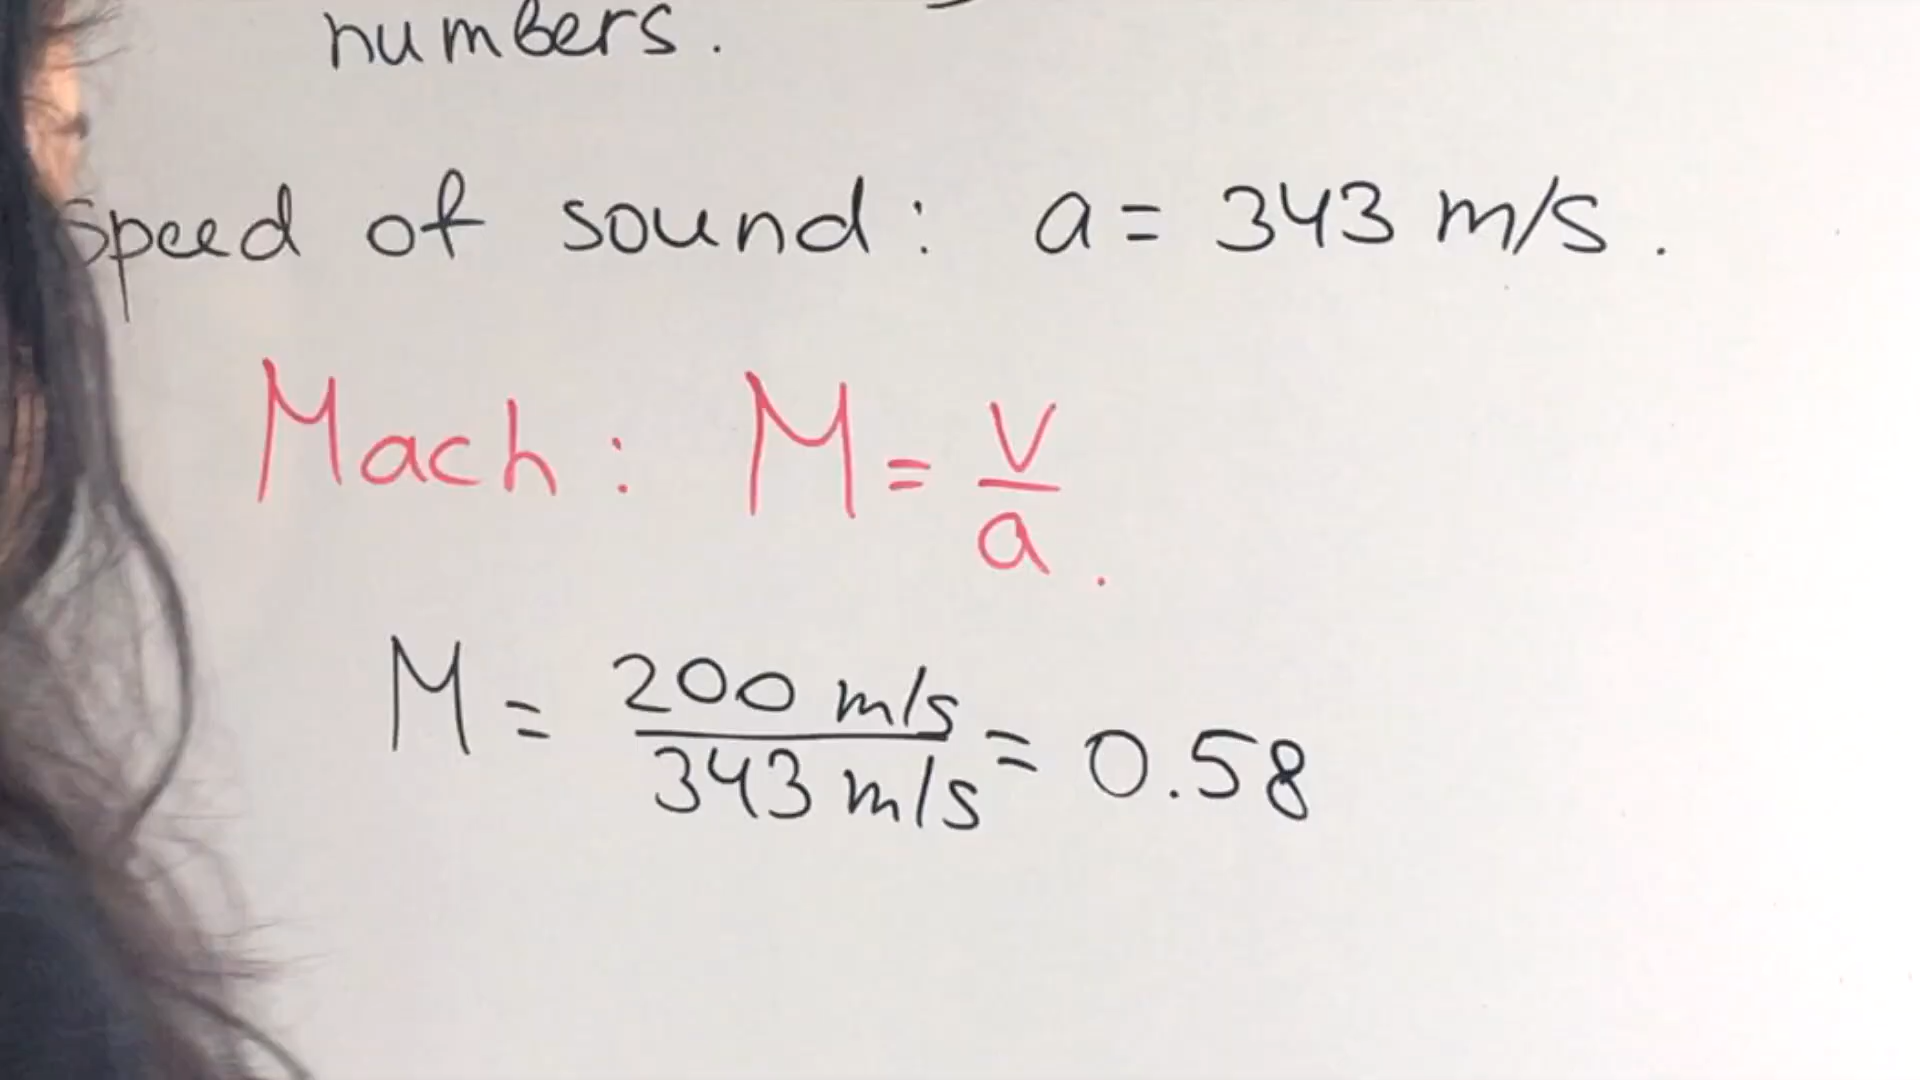 numbers.
Speed of sound: a = 343 m/s.
Mach: M = v/a.
M = 200 m/s / 343 m/s = 0.58